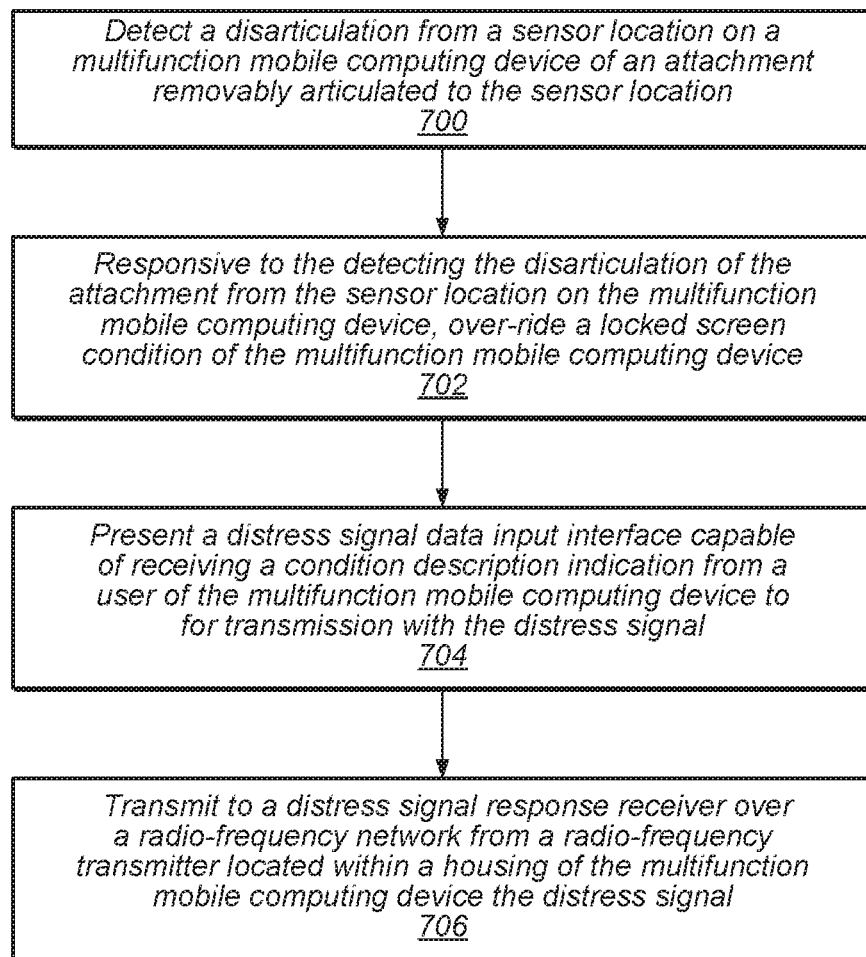 Detect a disarticulation from a sensor location on a
multifunction mobile computing device of an attachment
removably articulated to the sensor location
700
Responsive to the detecting the disarticulation of the
attachment from the sensor location on the multifunction
mobile computing device, over-ride a locked screen
condition of the multifunction mobile computing device
702
Present a distress signal data input interface capable
of receiving a condition description indication from a
user of the multifunction mobile computing device to
for transmission with the distress signal
704
Transmit to a distress signal response receiver over
a radio-frequency network from a radio-frequency
transmitter located within a housing of the multifunction
mobile computing device the distress signal
706